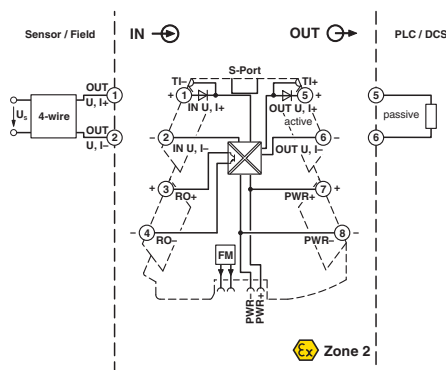 Sensor / Field
IN
OUT
PLC / DCS
S-Port
TI–
TI+
OUT
U, I+
1
+
1
IN U, I+
OUT U, I+
active
5
+
5
Us
4-wire
passive
OUT
U, I–
2
–
2
IN U, I–
OUT U, I–
6
–
6
+
3
RO+
PWR+
7
+
–
4
RO–
PWR–
8
–
FM
PWR–
PWR+
Ex
Zone 2